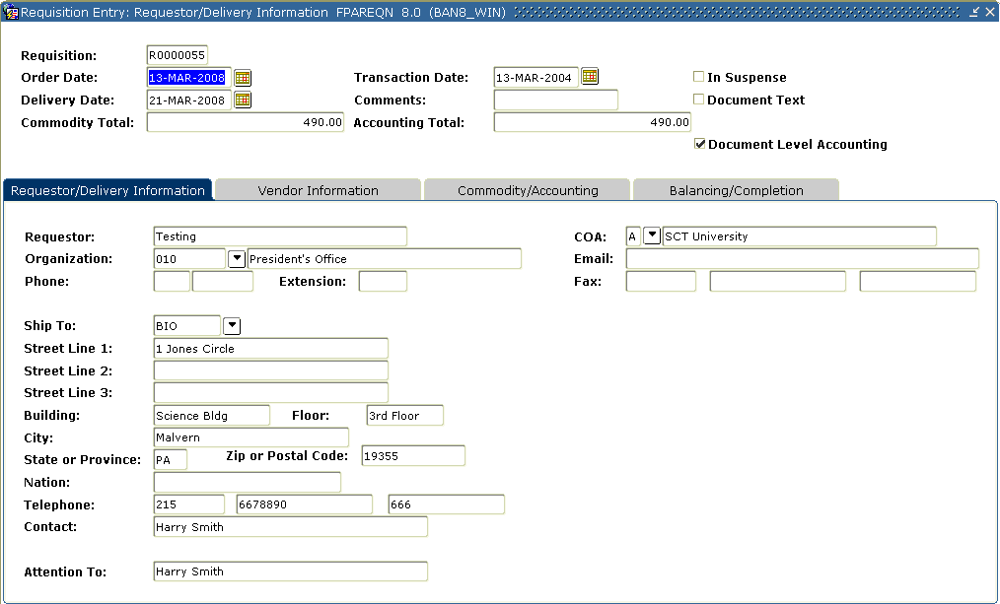 Requisition Entry: Requestor/Delivery Information FPAREQN 8.0 (BAN8_WIN)
Requisition: R0000055
Order Date: 13-MAR-2008 Transaction Date: 13-MAR-2004 In Suspense
Delivery Date: 21-MAR-2008 Comments: Document Text
Commodity Total: 490.00 Accounting Total: 490.00
Document Level Accounting
Requestor/Delivery Information Vendor Information Commodity/Accounting Balancing/Completion
Requestor: Testing COA: A SCT University
Organization: 010 President's Office Email:
Phone: Extension: Fax:
Ship To: BIO
Street Line 1: 1 Jones Circle
Street Line 2:
Street Line 3:
Building: Science Bldg Floor: 3rd Floor
City: Malvern
State or Province: PA Zip or Postal Code: 19355
Nation:
Telephone: 215 6678890 666
Contact: Harry Smith
Attention To: Harry Smith